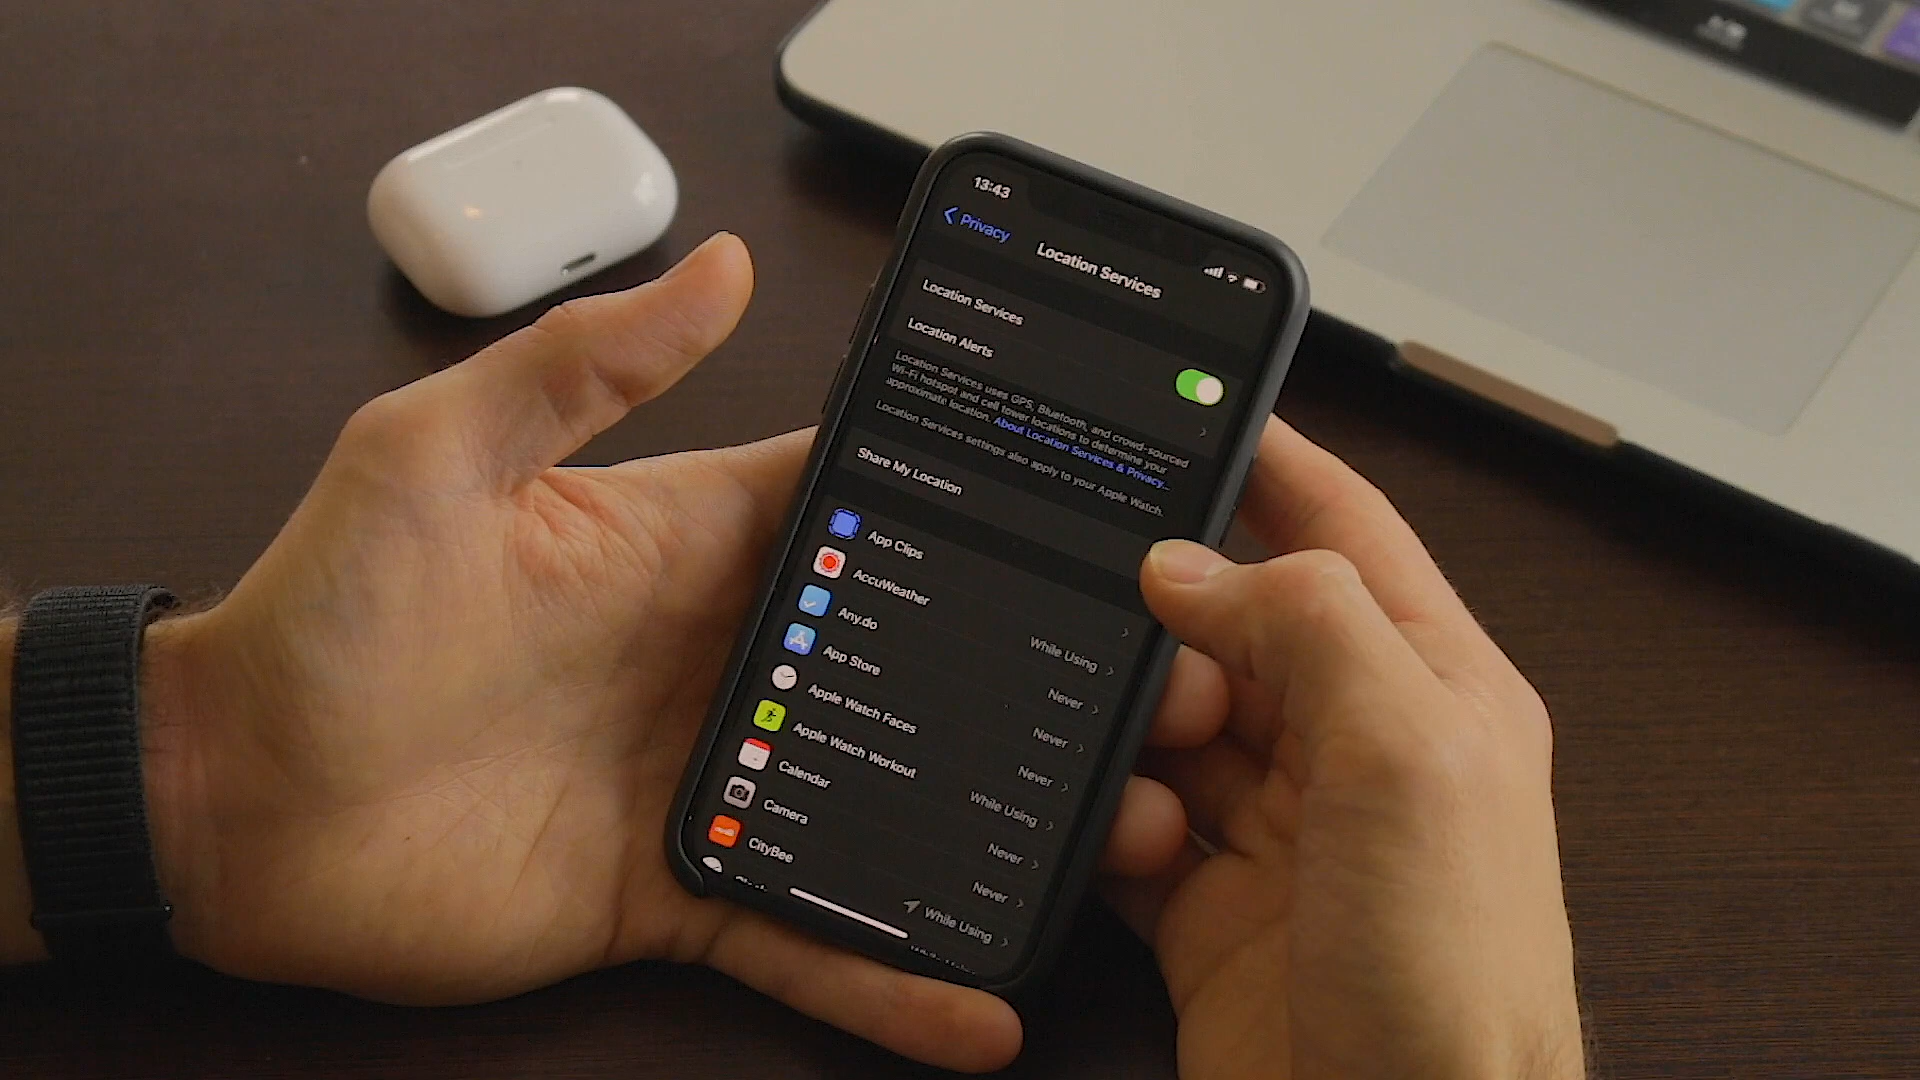 13:43
Privacy
Location Services
Location Services
Location Alerts
Location Services uses GPS, Bluetooth, and crowd-sourced
Wi-Fi hotspot and cell tower locations to determine your
approximate location. About Location Services & Privacy...
Location Services settings also apply to your Apple Watch.
Share My Location
App Clips
AccuWeather While Using
Any.do Never
App Store Never
Apple Watch Faces Never
Apple Watch Workout While Using
Calendar Never
Camera Never
CityBee While Using